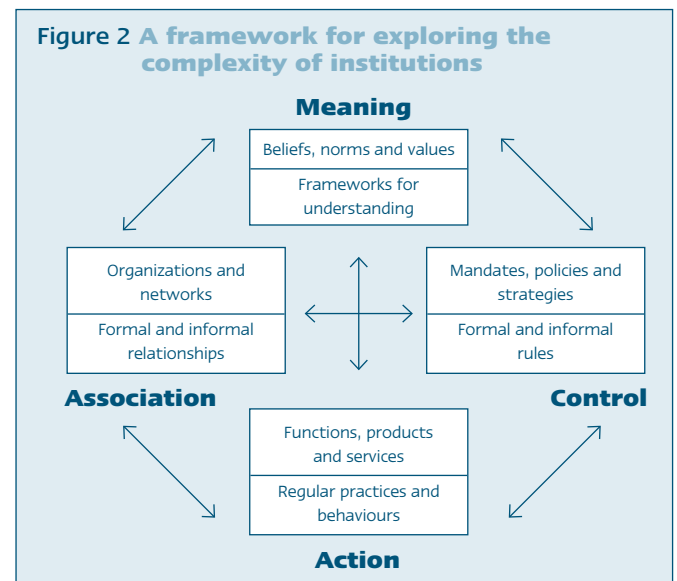 Figure 2 A framework for exploring the
complexity of institutions
Meaning
Beliefs, norms and values
Frameworks for
understanding
Organizations and
networks
Formal and informal
relationships
Mandates, policies and
strategies
Formal and informal
rules
Association
Control
Functions, products
and services
Regular practices and
behaviours
Action